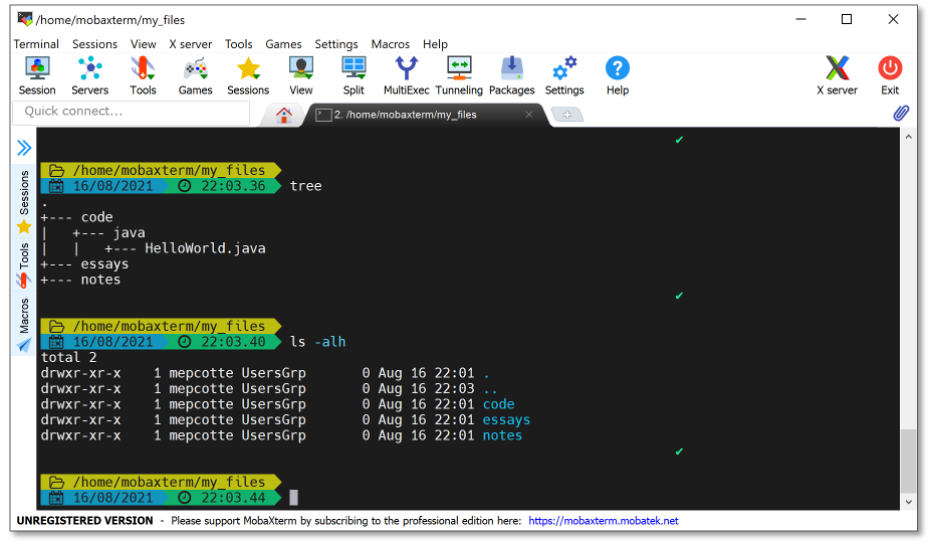 /home/mobaxterm/my_files
Terminal Sessions View X server Tools Games Settings Macros Help
Session Servers Tools Games Sessions View Split MultiExec Tunneling Packages Settings Help X server Exit
Quick connect...
2. /home/mobaxterm/my_files
Sessions
Tools
Macros
/home/mobaxterm/my_files
16/08/2021 22:03.36 tree
.
+--- code
|   +--- java
|   |   +--- HelloWorld.java
+--- essays
+--- notes
/home/mobaxterm/my_files
16/08/2021 22:03.40 ls -alh
total 2
drwxr-xr-x    1 mepcotte UsersGrp       0 Aug 16 22:01 .
drwxr-xr-x    1 mepcotte UsersGrp       0 Aug 16 22:03 ..
drwxr-xr-x    1 mepcotte UsersGrp       0 Aug 16 22:01 code
drwxr-xr-x    1 mepcotte UsersGrp       0 Aug 16 22:01 essays
drwxr-xr-x    1 mepcotte UsersGrp       0 Aug 16 22:01 notes
/home/mobaxterm/my_files
16/08/2021 22:03.44
UNREGISTERED VERSION - Please support MobaXterm by subscribing to the professional edition here: https://mobaxterm.mobatek.net